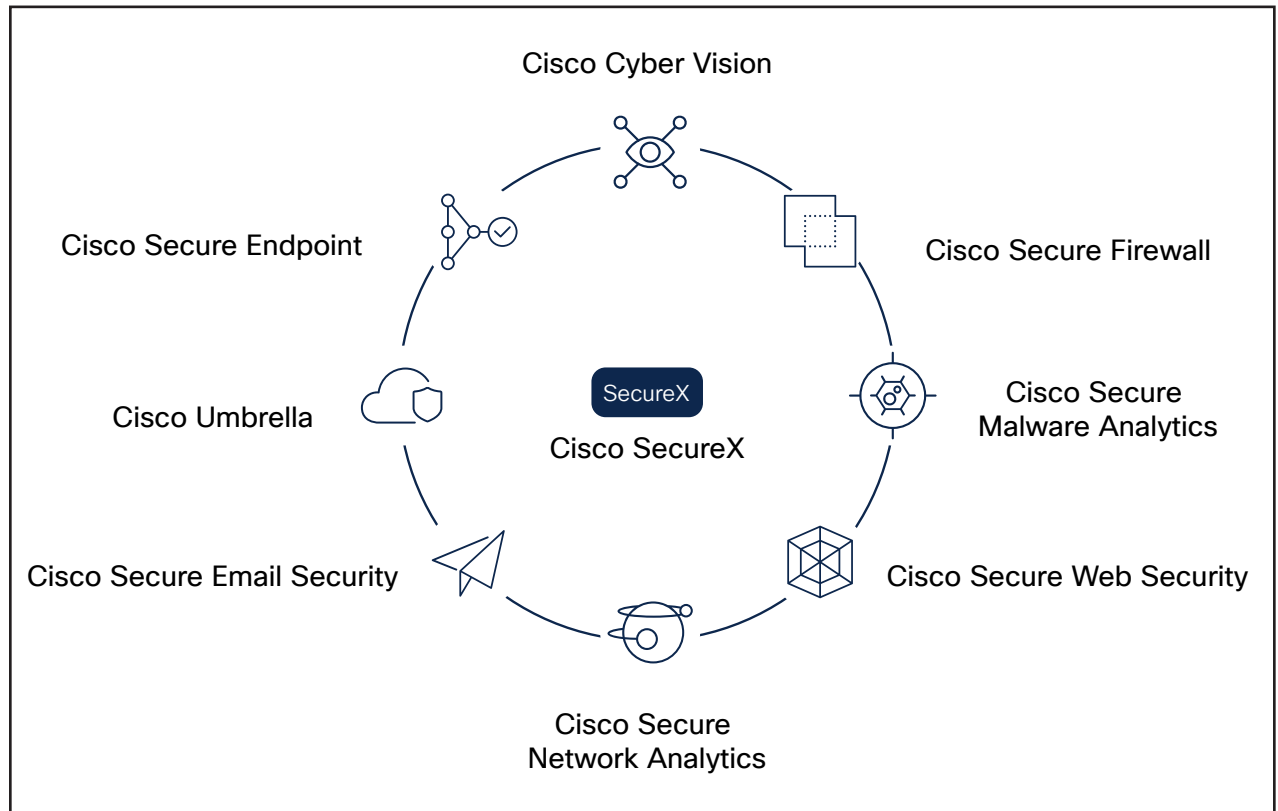 Cisco Cyber Vision
Cisco Secure Endpoint
Cisco Secure Firewall
SecureX
Cisco SecureX
Cisco Umbrella
Cisco Secure
Malware Analytics
Cisco Secure Email Security
Cisco Secure Web Security
Cisco Secure
Network Analytics